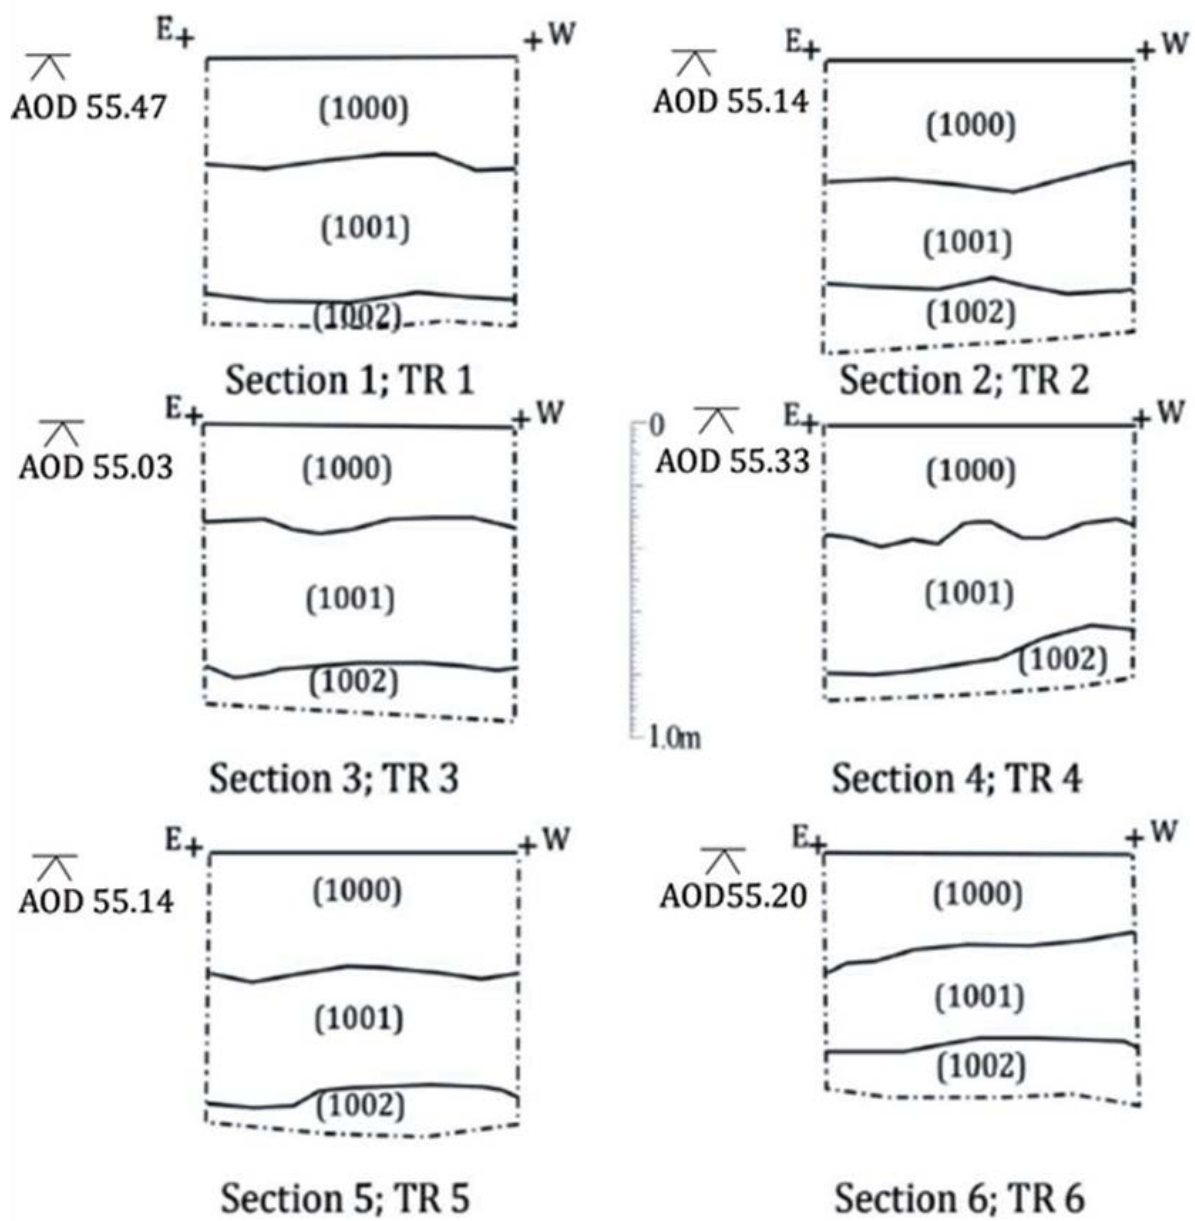 E+ +W
AOD 55.47
(1000)
(1001)
(1002)
Section 1; TR 1
E+ +W
AOD 55.14
(1000)
(1001)
(1002)
Section 2; TR 2
E+ +W
AOD 55.03
(1000)
(1001)
(1002)
Section 3; TR 3
0
1.0m
E+ +W
AOD 55.33
(1000)
(1001)
(1002)
Section 4; TR 4
E+ +W
AOD 55.14
(1000)
(1001)
(1002)
Section 5; TR 5
E+ +W
AOD55.20
(1000)
(1001)
(1002)
Section 6; TR 6